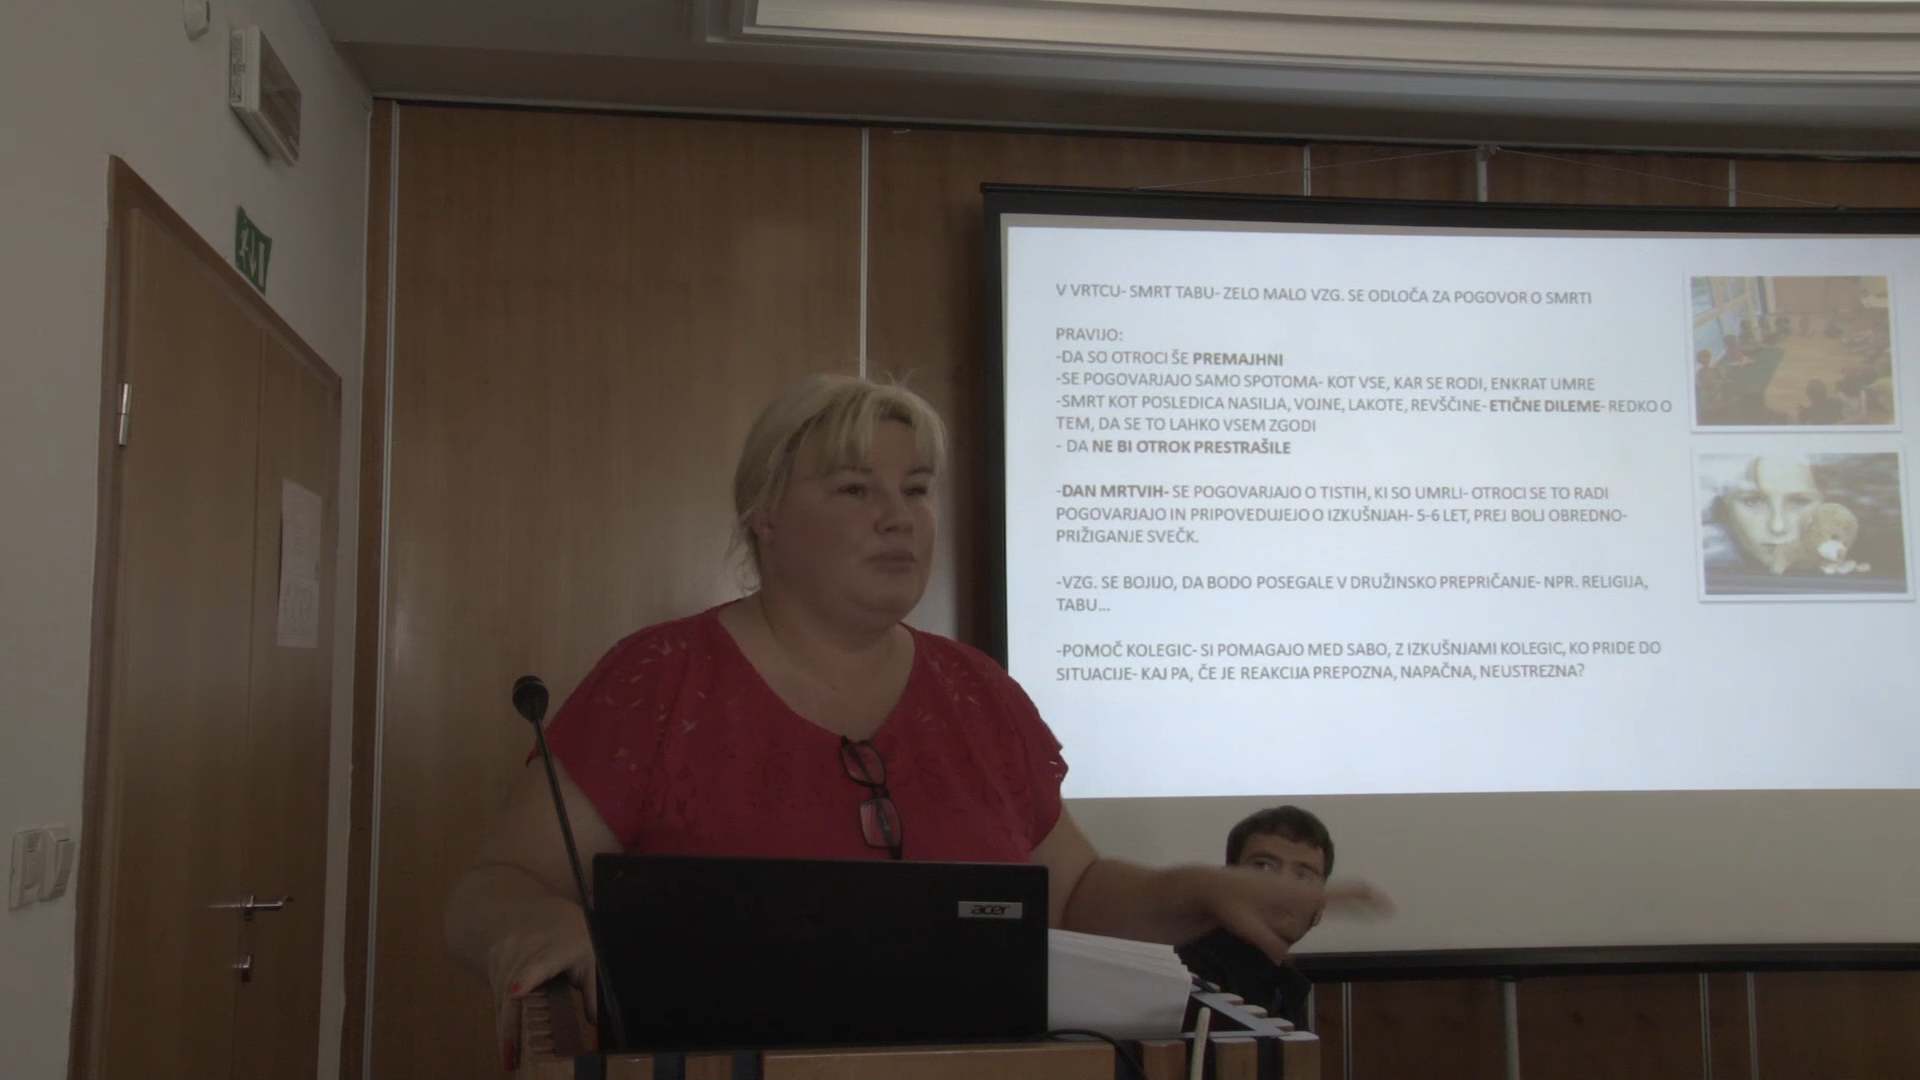 V VRTCU- SMRT TABU- ZELO MALO VZG. SE ODLOČA ZA POGOVOR O SMRTI
PRAVIJO:
-DA SO OTROCI ŠE PREMAJHNI
-SE POGOVARJAJO SAMO SPOTOMA- KOT VSE, KAR SE RODI, ENKRAT UMRE
-SMRT KOT POSLEDICA NASILJA, VOJNE, LAKOTE, REVŠČINE- ETIČNE DILEME- REDKO O
TEM, DA SE TO LAHKO VSEM ZGODI
- DA NE BI OTROK PRESTRAŠILE
-DAN MRTVIH- SE POGOVARJAJO O TISTIH, KI SO UMRLI- OTROCI SE TO RADI
POGOVARJAJO IN PRIPOVEDUJEJO O IZKUŠNJAH- 5-6 LET, PREJ BOLJ OBREDNO-
PRIŽIGANJE SVEČK.
-VZG. SE BOJIJO, DA BODO POSEGALE V DRUŽINSKO PREPRIČANJE- NPR. RELIGIJA,
TABU...
-POMOČ KOLEGIC- SI POMAGAJO MED SABO, Z IZKUŠNJAMI KOLEGIC, KO PRIDE DO
SITUACIJE- KAJ PA, ČE JE REAKCIJA PREPOZNA, NAPAČNA, NEUSTREZNA?
acer